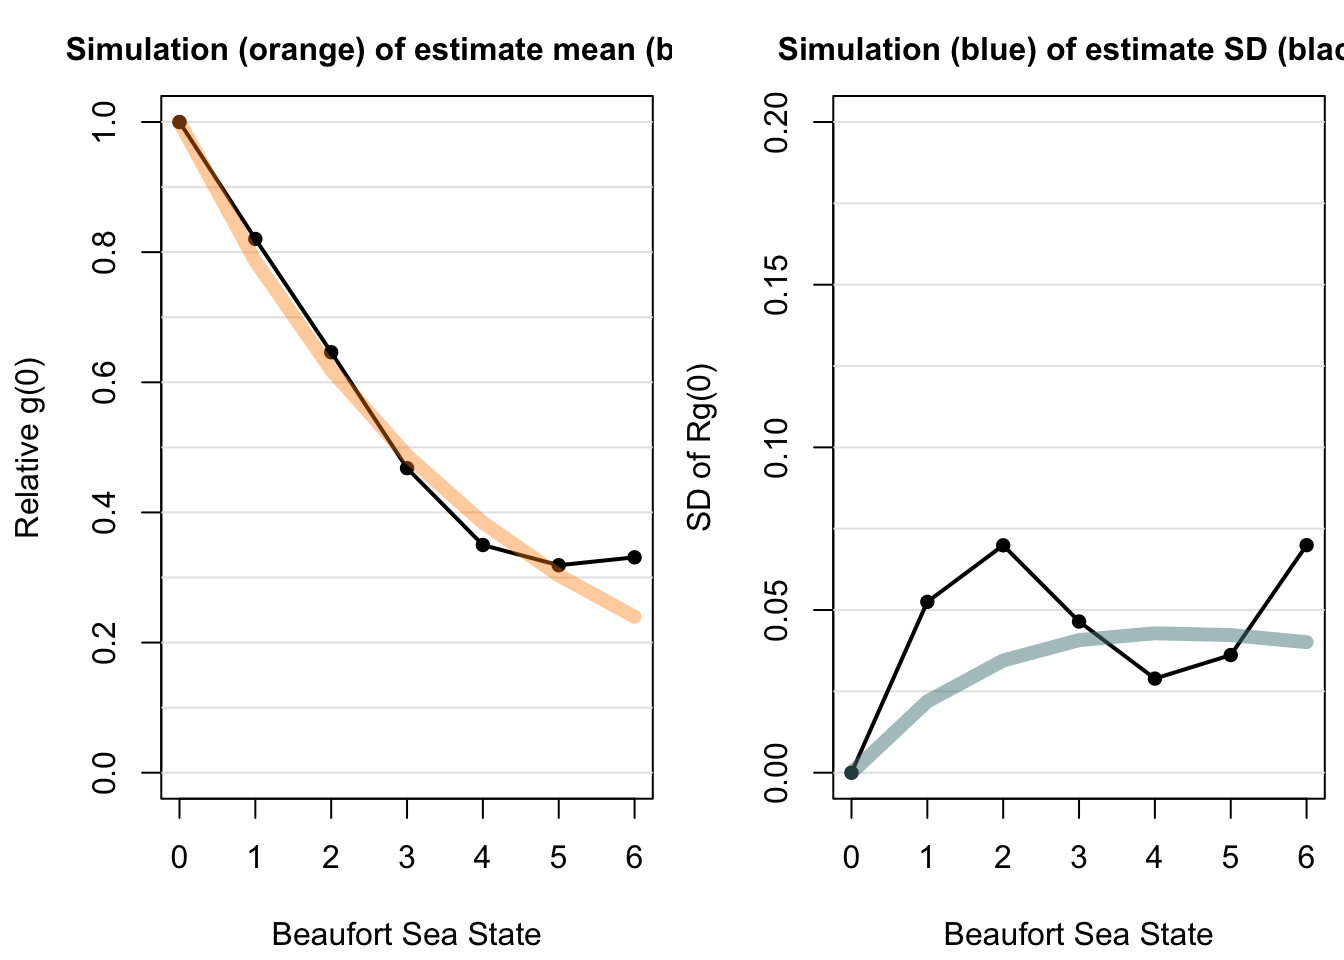 Simulation (orange) of estimate mean (b
Relative g(0)
1.0
0.8
0.6
0.4
0.2
0.0
0 1 2 3 4 5 6
Beaufort Sea State
Simulation (blue) of estimate SD (blac
SD of Rg(0)
0.20
0.15
0.10
0.05
0.00
0 1 2 3 4 5 6
Beaufort Sea State